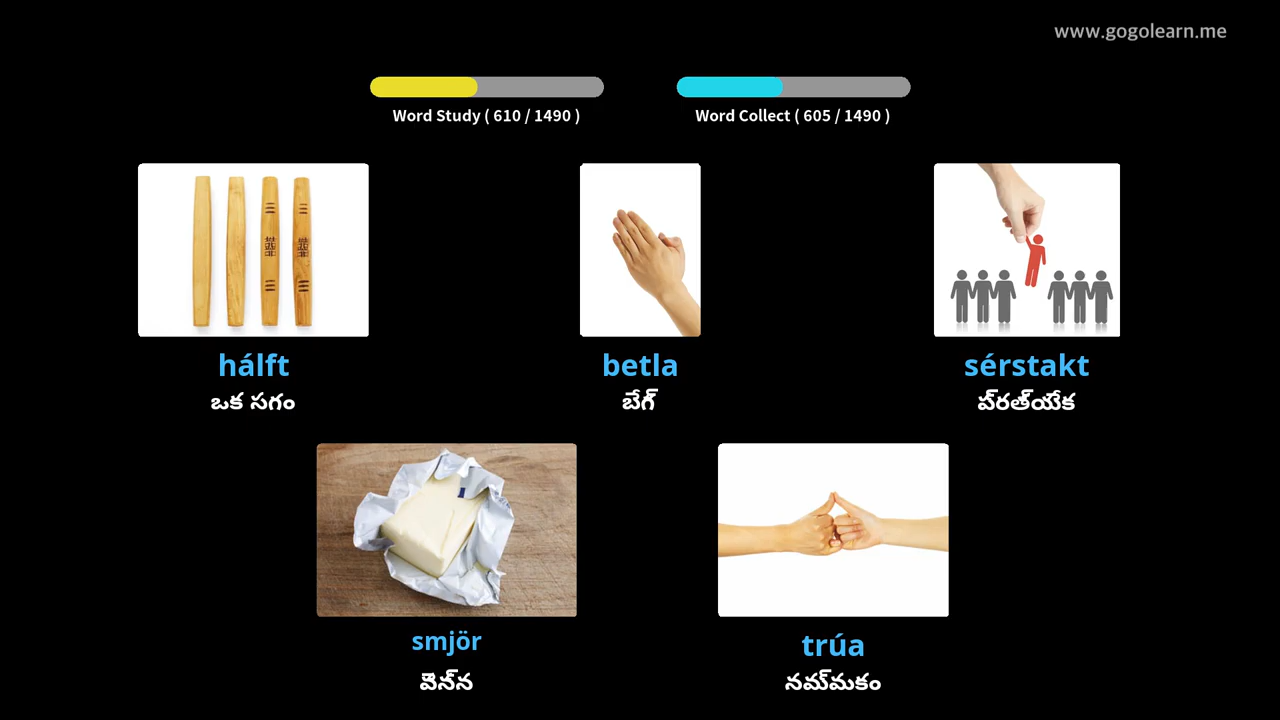 www.gogolearn.me
Word Study ( 610 / 1490 )
Word Collect ( 605 / 1490 )
hálft
betla
sérstakt
ఒక సగం
బేగ్
ప్‌రత్‌యేక
smjör
trúa
వెన్‌న
నమ్‌మకం